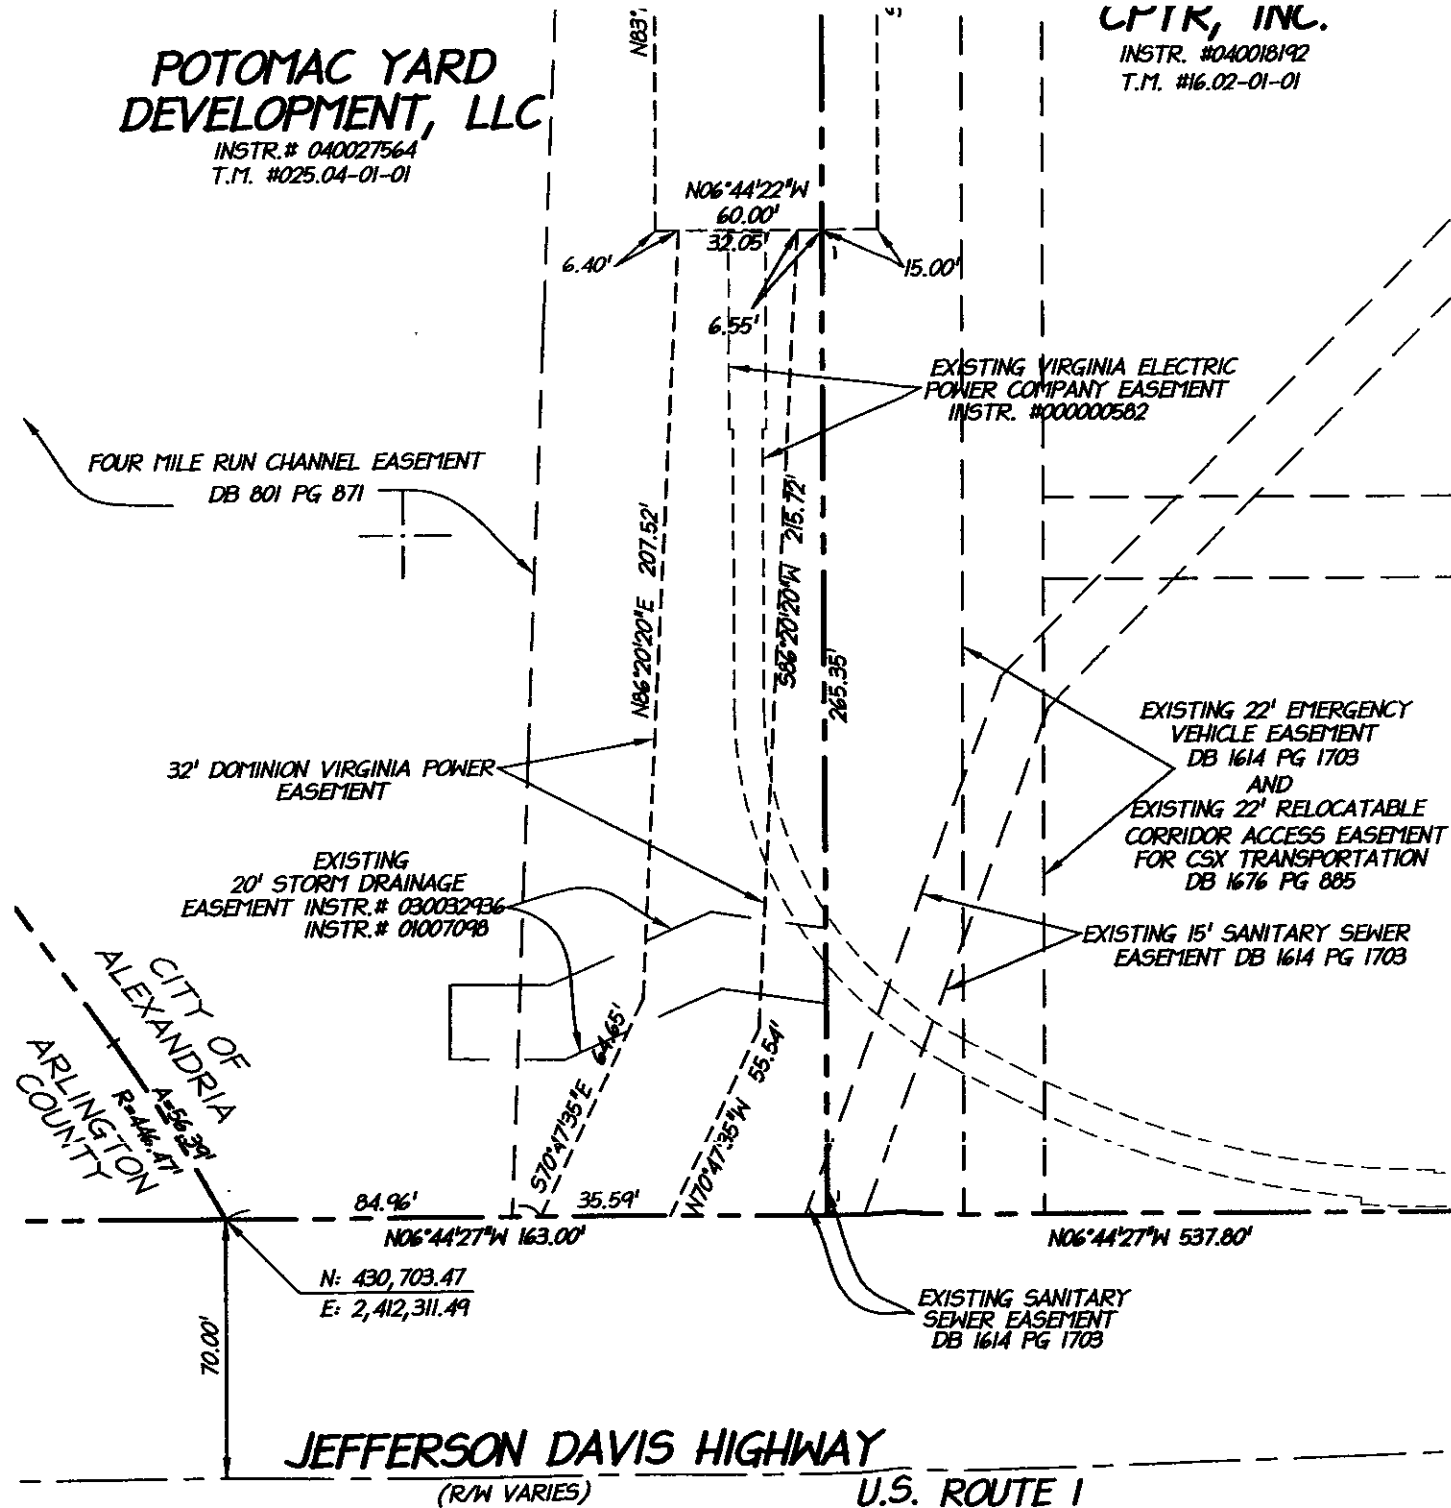 CPYR, INC.
INSTR. #040018192
T.M. #16.02-01-01
POTOMAC YARD
DEVELOPMENT, LLC
INSTR.# 040027564
T.M. #025.04-01-01
N83°
N06°44'22"W
60.00'
32.05'
6.40'
15.00'
6.55'
EXISTING VIRGINIA ELECTRIC
POWER COMPANY EASEMENT
INSTR. #000000582
FOUR MILE RUN CHANNEL EASEMENT
DB 801 PG 871
N86°20'20"E 207.52'
S86°20'20"W 215.72'
265.35'
EXISTING 22' EMERGENCY
VEHICLE EASEMENT
DB 1614 PG 1703
AND
EXISTING 22' RELOCATABLE
CORRIDOR ACCESS EASEMENT
FOR CSX TRANSPORTATION
DB 1676 PG 885
32' DOMINION VIRGINIA POWER
EASEMENT
EXISTING
20' STORM DRAINAGE
EASEMENT INSTR.# 030032936
INSTR.# 01007098
EXISTING 15' SANITARY SEWER
EASEMENT DB 1614 PG 1703
CITY OF
ALEXANDRIA
ARLINGTON
COUNTY
A=56.39'
R=446.47'
S70°47'35"E 64.65'
N70°47'35"W 55.54'
84.96'
35.59'
N06°44'27"W 163.00'
N06°44'27"W 537.80'
N: 430,703.47
E: 2,412,311.49
70.00'
EXISTING SANITARY
SEWER EASEMENT
DB 1614 PG 1703
JEFFERSON DAVIS HIGHWAY
(R/W VARIES)
U.S. ROUTE 1